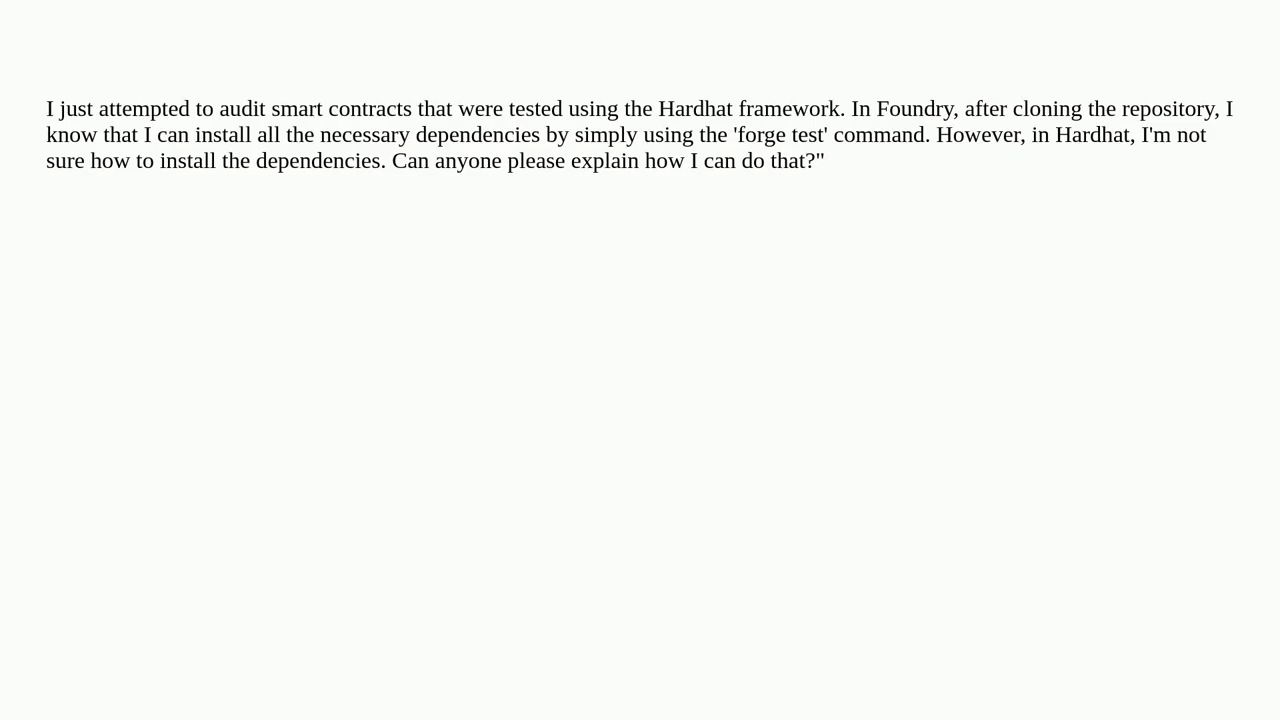 I just attempted to audit smart contracts that were tested using the Hardhat framework. In Foundry, after cloning the repository, I
know that I can install all the necessary dependencies by simply using the 'forge test' command. However, in Hardhat, I'm not
sure how to install the dependencies. Can anyone please explain how I can do that?"